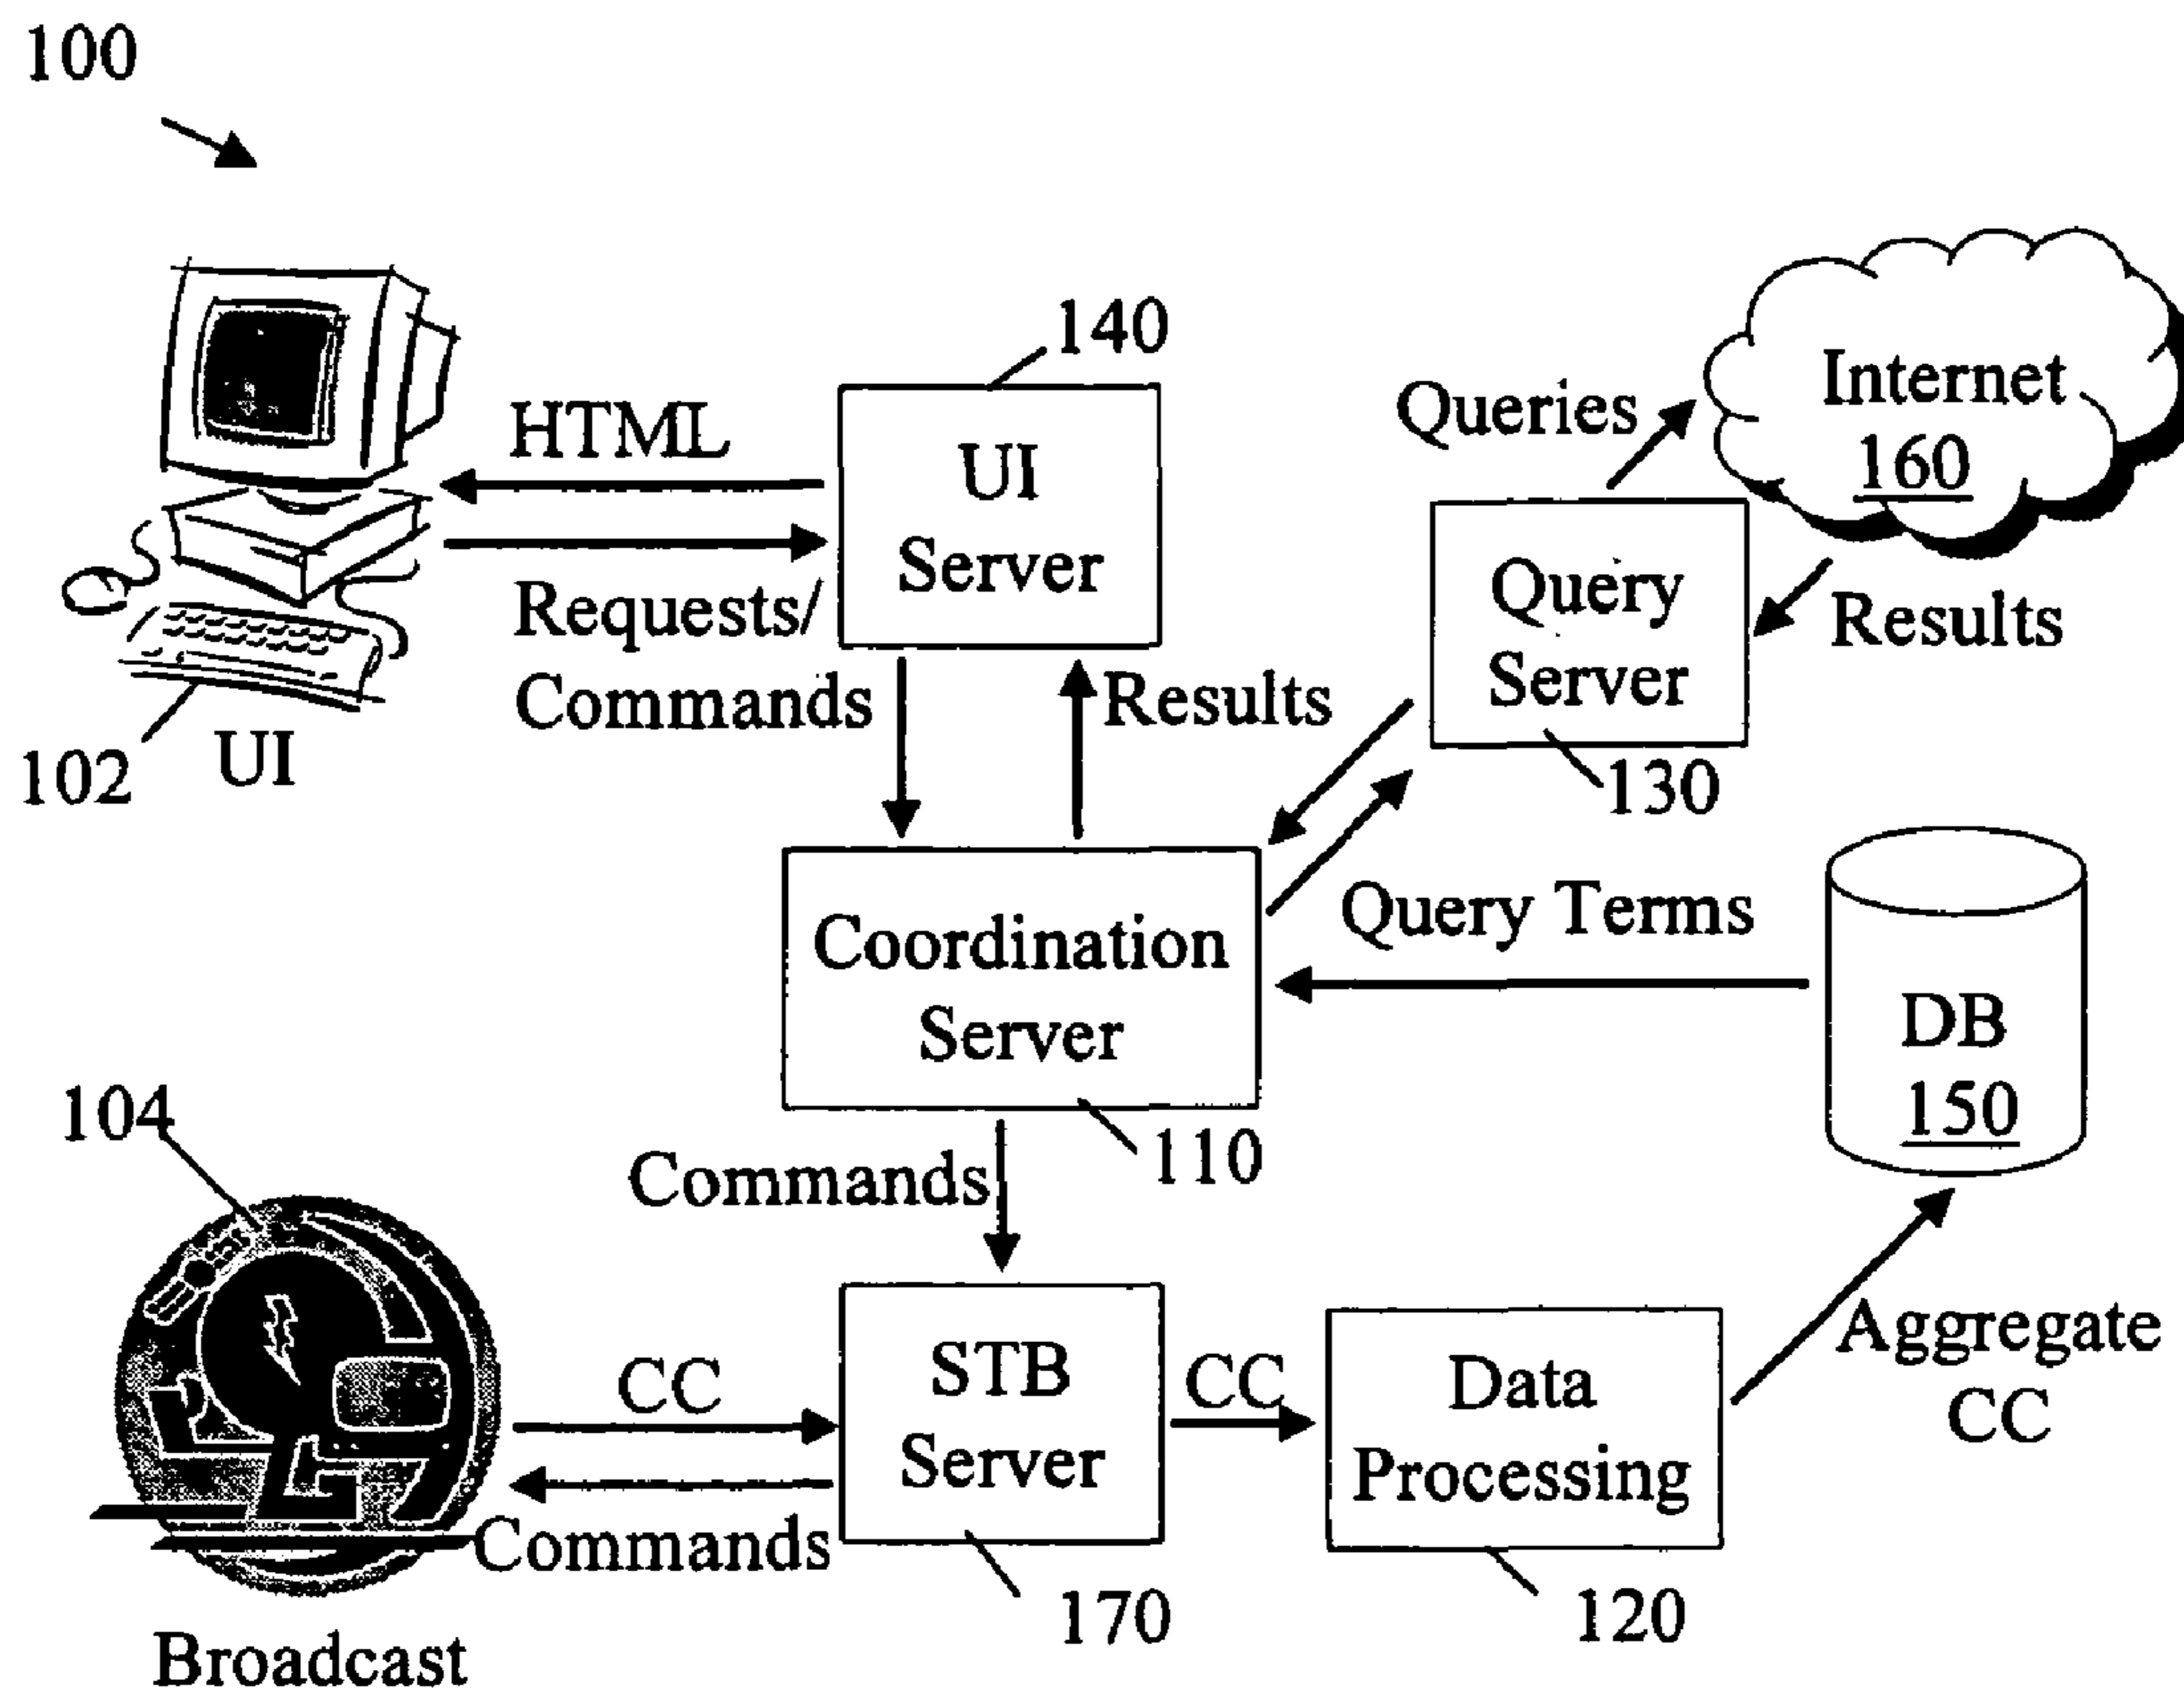 100
140
Internet
160
Queries
HTML
UI
Server
Query
Server
Results
Requests/
Commands
Results
102
UI
130
Coordination
Server
Query Terms
DB
150
104
110
Commands
CC
STB
Server
CC
Data
Processing
Aggregate
CC
Commands
170
120
Broadcast